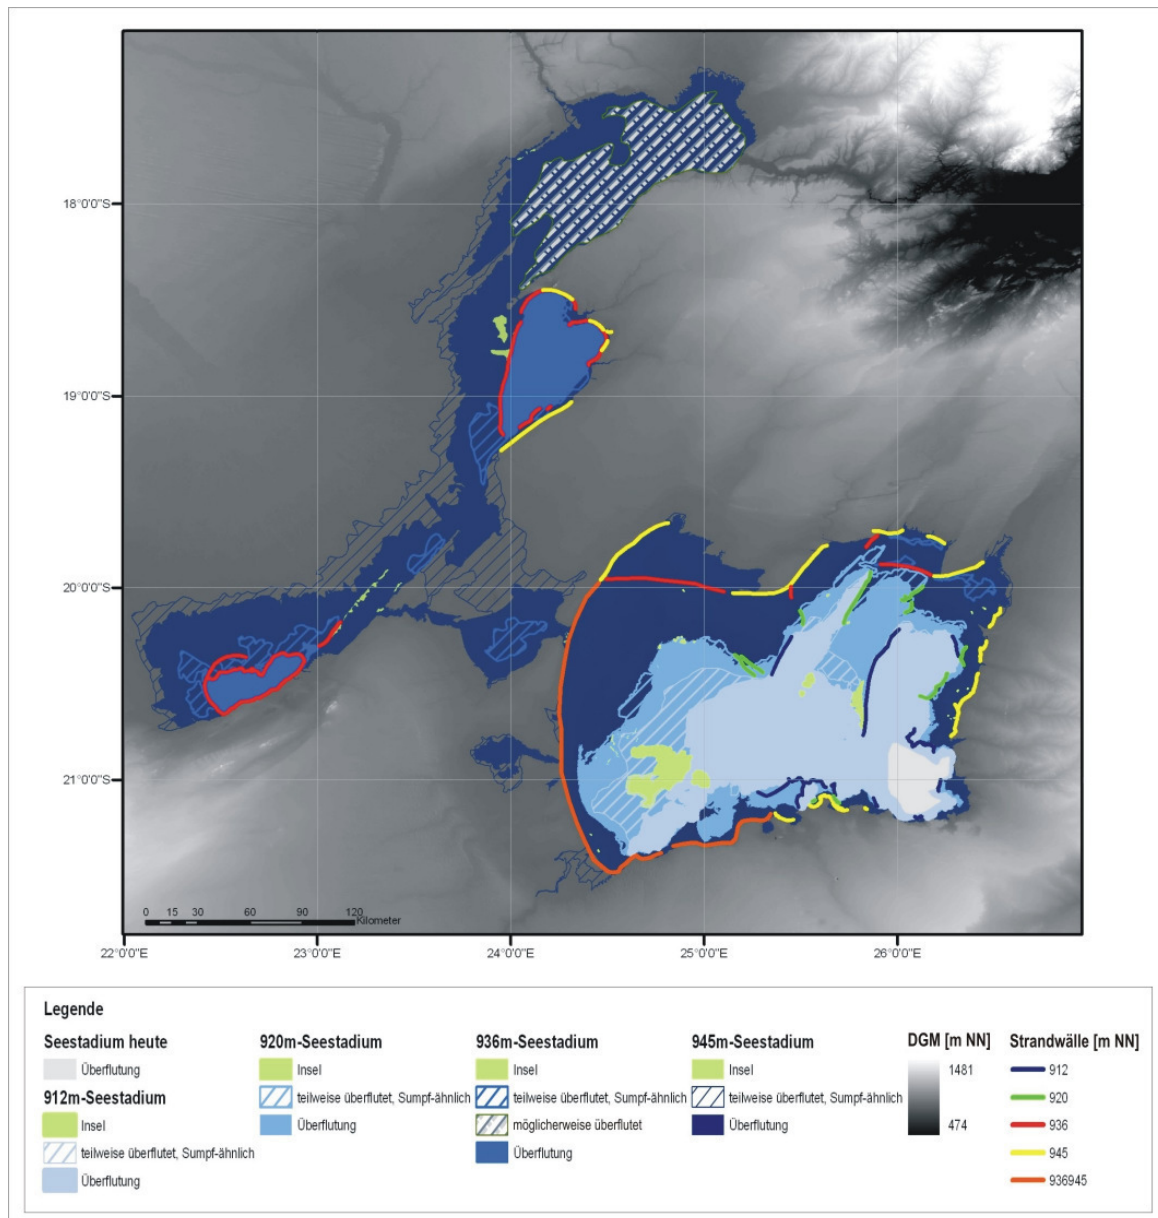 18°0'0"S
19°0'0"S
20°0'0"S
21°0'0"S
0 15 30 60 90 120
Kilometer
22°0'0"E 23°0'0"E 24°0'0"E 25°0'0"E 26°0'0"E
Legende
Seestadium heute
Überflutung
912m-Seestadium
Insel
teilweise überflutet, Sumpf-ähnlich
Überflutung
920m-Seestadium
Insel
teilweise überflutet, Sumpf-ähnlich
Überflutung
936m-Seestadium
Insel
teilweise überflutet, Sumpf-ähnlich
möglicherweise überflutet
Überflutung
945m-Seestadium
Insel
teilweise überflutet, Sumpf-ähnlich
Überflutung
DGM [m NN]
1481
474
Strandwälle [m NN]
912
920
936
945
936945